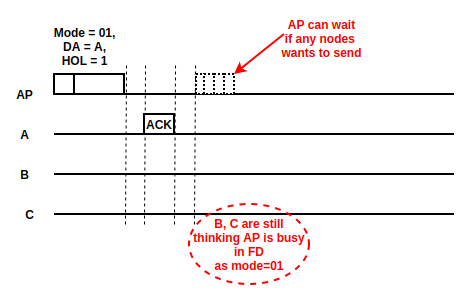 Mode = 01,
DA = A,
HOL = 1
AP can wait
if any nodes
wants to send
AP
A
ACK
B
C
B, C are still
thinking AP is busy
in FD
as mode=01